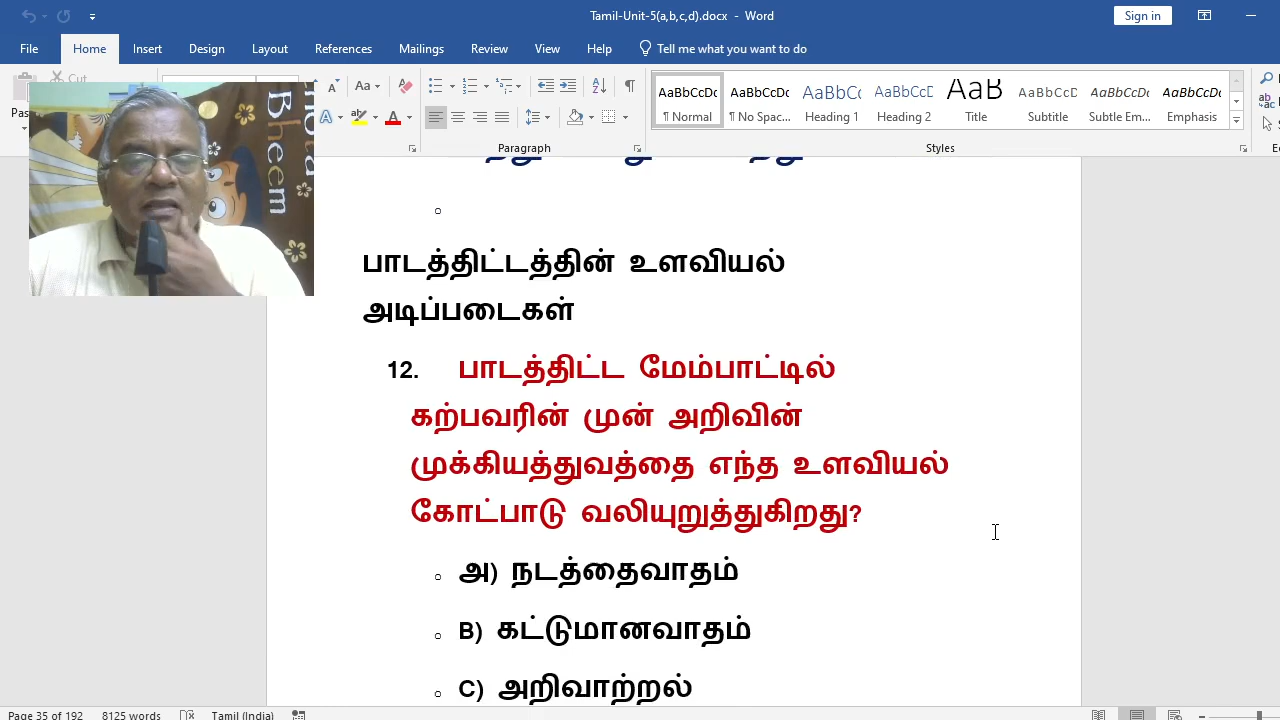 Tamil-Unit-5(a,b,c,d).docx - Word
Sign in
File Home Insert Design Layout References Mailings Review View Help Tell me what you want to do
Cut
Aa
AaBbCcDc AaBbCcDc AaBbCc AaBbCcD AaB AaBbCcD AaBbCcDc AaBbCcDc
¶ Normal ¶ No Spac... Heading 1 Heading 2 Title Subtitle Subtle Em... Emphasis
Paragraph Styles
Bheem
பாடத்திட்டத்தின் உளவியல்
அடிப்படைகள்
12. பாடத்திட்ட மேம்பாட்டில்
கற்பவரின் முன் அறிவின்
முக்கியத்துவத்தை எந்த உளவியல்
கோட்பாடு வலியுறுத்துகிறது?
அ) நடத்தைவாதம்
B) கட்டுமானவாதம்
C) அறிவாற்றல்
Page 35 of 192 8125 words Tamil (India)